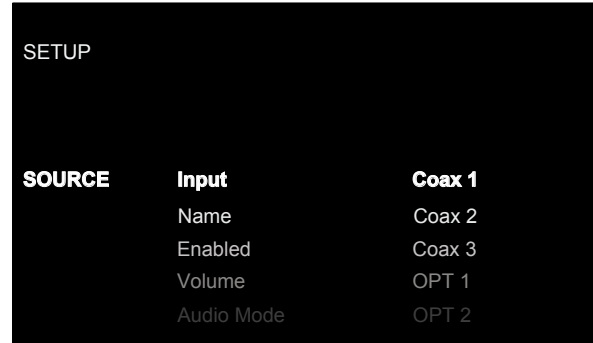 SETUP
SOURCE Input Coax 1
Name Coax 2
Enabled Coax 3
Volume OPT 1
Audio Mode OPT 2